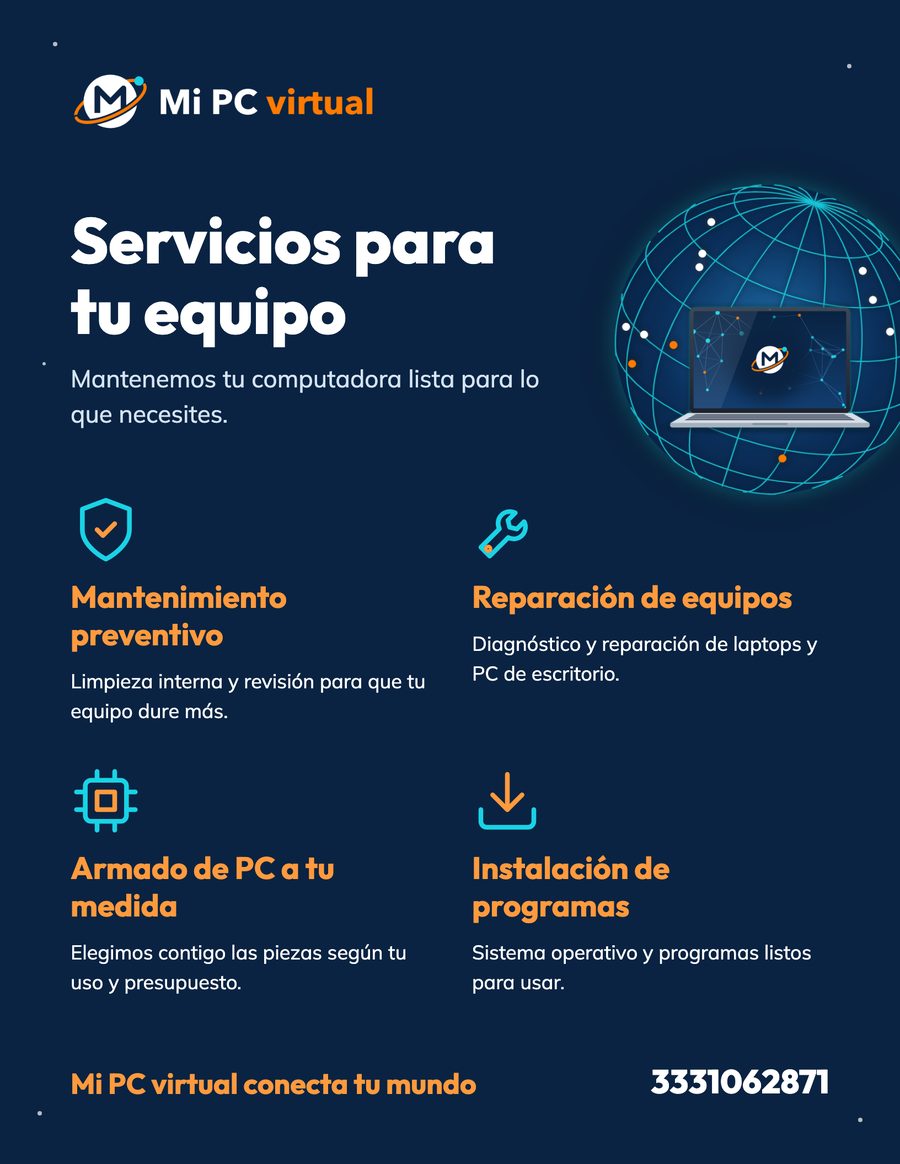 M Mi PC virtual
Servicios para
tu equipo
Mantenemos tu computadora lista para lo
que necesites.
M
Mantenimiento
preventivo
Limpieza interna y revisión para que tu
equipo dure más.
Reparación de equipos
Diagnóstico y reparación de laptops y
PC de escritorio.
Armado de PC a tu
medida
Elegimos contigo las piezas según tu
uso y presupuesto.
Instalación de
programas
Sistema operativo y programas listos
para usar.
Mi PC virtual conecta tu mundo
3331062871